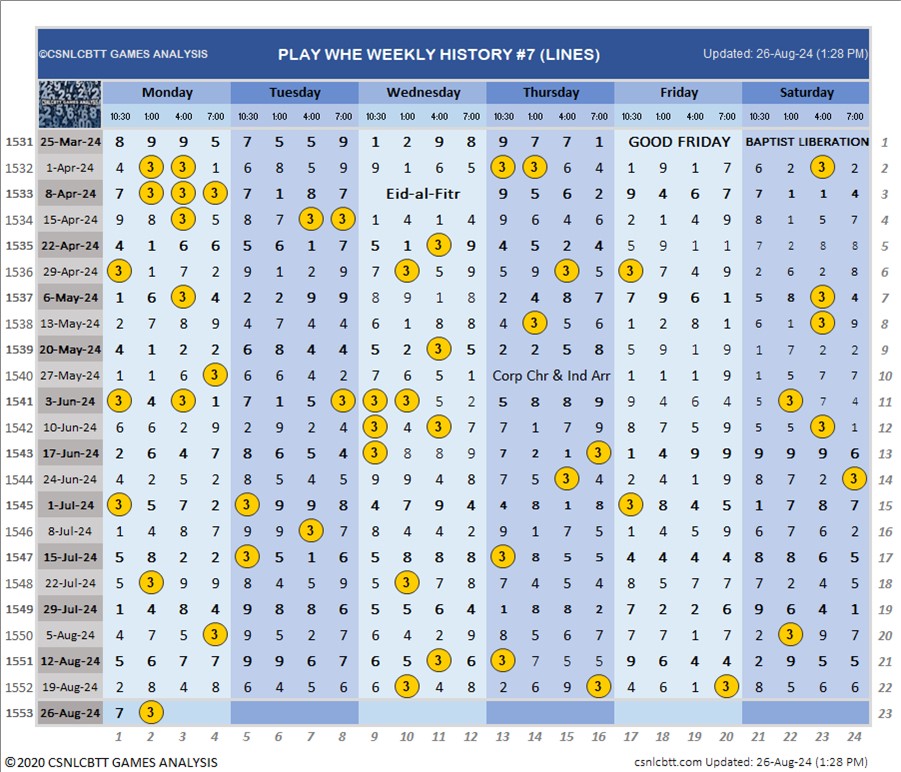 ©CSNLCBTT GAMES ANALYSIS PLAY WHE WEEKLY HISTORY #7 (LINES) Updated: 26-Aug-24 (1:28 PM)
Monday Tuesday Wednesday Thursday Friday Saturday
10:30 1:00 4:00 7:00 10:30 1:00 4:00 7:00 10:30 1:00 4:00 7:00 10:30 1:00 4:00 7:00 10:30 1:00 4:00 7:00 10:30 1:00 4:00 7:00
1531 25-Mar-24 8 9 9 5 7 5 5 9 1 2 9 8 9 7 7 1 GOOD FRIDAY BAPTIST LIBERATION 1
1532 1-Apr-24 4 3 3 1 6 8 5 9 9 1 6 5 3 3 6 4 1 9 1 7 6 2 3 2 2
1533 8-Apr-24 7 3 3 3 7 1 8 7 Eid-al-Fitr 9 5 6 2 9 4 6 7 7 1 1 4 3
1534 15-Apr-24 9 8 3 5 8 7 3 3 1 4 1 4 9 6 4 6 2 1 4 9 8 1 5 7 4
1535 22-Apr-24 4 1 6 6 5 6 1 7 5 1 3 9 4 5 2 4 5 9 1 1 7 2 8 8 5
1536 29-Apr-24 3 1 7 2 9 1 2 9 7 3 5 9 5 9 3 5 3 7 4 9 2 6 2 8 6
1537 6-May-24 1 6 3 4 2 2 9 9 8 9 1 8 2 4 8 7 7 9 6 1 5 8 3 4 7
1538 13-May-24 2 7 8 9 4 7 4 4 6 1 8 8 4 3 5 6 1 2 8 1 6 1 3 9 8
1539 20-May-24 4 1 2 2 6 8 4 4 5 2 3 5 2 2 5 8 5 9 1 9 1 7 2 2 9
1540 27-May-24 1 1 6 3 6 6 4 2 7 6 5 1 Corp Chr & Ind Arr 1 1 1 9 1 5 7 7 10
1541 3-Jun-24 3 4 3 1 7 1 5 3 3 3 5 2 5 8 8 9 9 4 6 4 5 3 7 4 11
1542 10-Jun-24 6 6 2 9 2 9 2 4 3 4 3 7 7 1 7 9 8 7 5 9 5 5 3 1 12
1543 17-Jun-24 2 6 4 7 8 6 5 4 3 8 8 9 7 2 1 3 1 4 9 9 9 9 9 6 13
1544 24-Jun-24 4 2 5 2 8 5 4 5 9 9 4 8 7 5 3 4 2 4 1 9 8 7 2 3 14
1545 1-Jul-24 3 5 7 2 3 9 9 8 4 7 9 4 4 8 1 8 3 8 4 5 1 7 8 7 15
1546 8-Jul-24 1 4 8 7 9 9 3 7 8 4 4 2 9 1 7 5 1 4 5 9 6 7 6 2 16
1547 15-Jul-24 5 8 2 2 3 5 1 6 5 8 8 8 3 8 5 5 4 4 4 4 8 8 6 5 17
1548 22-Jul-24 5 3 9 9 8 4 5 9 5 3 8 2 7 4 5 4 8 5 7 7 7 2 4 5 18
1549 29-Jul-24 1 4 8 4 9 8 8 6 5 5 6 4 1 8 8 2 7 2 2 6 9 6 4 1 19
1550 5-Aug-24 4 7 5 3 9 5 2 7 6 4 2 9 8 5 6 7 7 7 1 7 2 3 9 7 20
1551 12-Aug-24 5 6 7 7 9 9 6 7 6 5 3 6 3 7 5 5 9 6 4 4 2 9 5 5 21
1552 19-Aug-24 2 8 4 8 6 4 5 6 6 3 4 8 2 6 9 3 4 6 1 3 8 5 6 6 22
1553 26-Aug-24 7 3 23
1 2 3 4 5 6 7 8 9 10 11 12 13 14 15 16 17 18 19 20 21 22 23 24
©2020 CSNLCBTT GAMES ANALYSIS csnlcbtt.com Updated: 26-Aug-24 (1:28 PM)